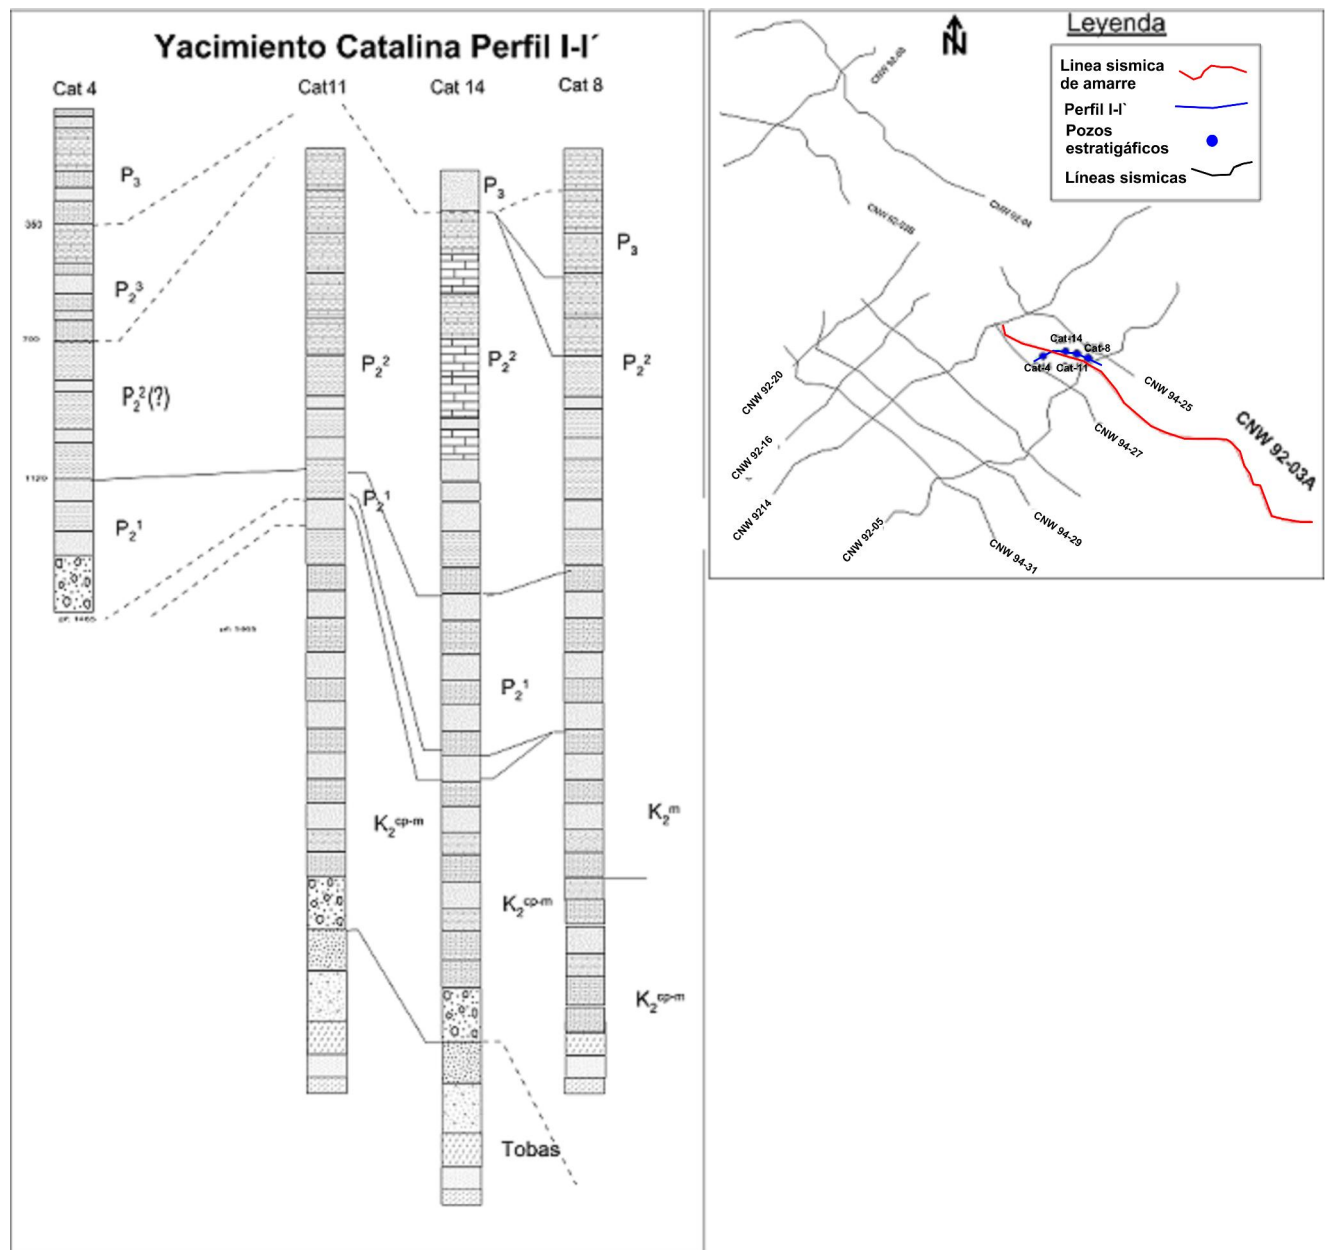 Yacimiento Catalina Perfil I-I´
Cat 4
Cat11
Cat 14
Cat 8
P₃
350
P₂³
700
P₂²(?)
1120
P₂¹
P₂²
P₂¹
K₂ᶜᵖ⁻ᵐ
P₃
P₂²
P₂¹
K₂ᶜᵖ⁻ᵐ
Tobas
P₃
P₂²
K₂ᵐ
K₂ᶜᵖ⁻ᵐ
N
Leyenda
Linea sismica
de amarre
Perfil I-I`
Pozos
estratigáficos
Líneas sismicas
CNW 92-04
CNW 92-20
CNW 92-16
CNW 9214
CNW 92-05
Cat-14
Cat-8
Cat-4
Cat-11
CNW 94-25
CNW 94-27
CNW 94-29
CNW 94-31
CNW 92-03A